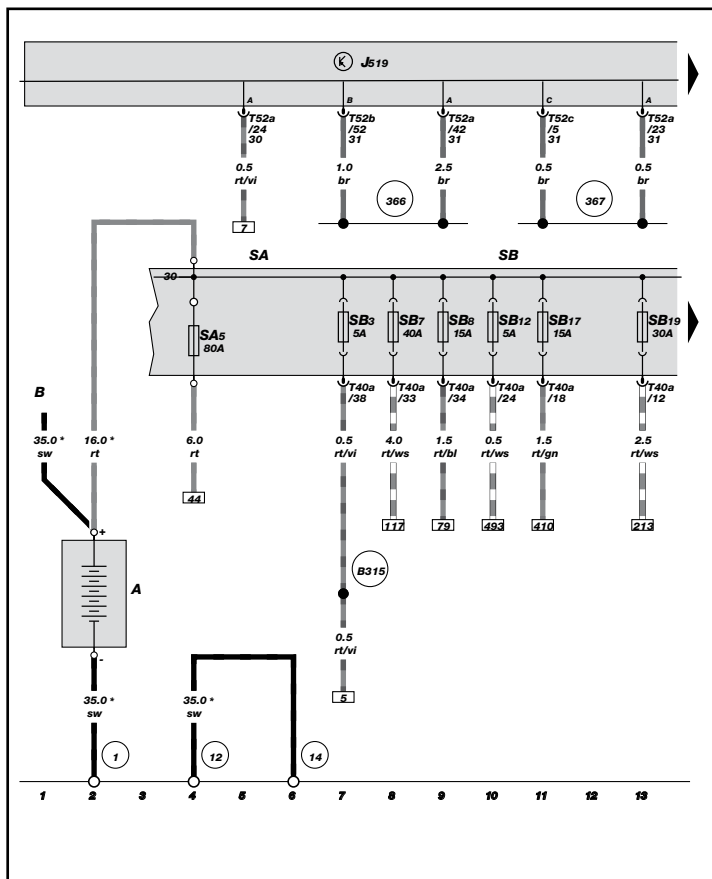 J519
A B A C A
T52a T52b T52a T52c T52a
/24 /52 /42 /5 /23
30 31 31 31 31
0.5 1.0 2.5 0.5 0.5
rt/vi br br br br
366 367
7
SA SB
30
SA5 SB3 SB7 SB8 SB12 SB17 SB19
80A 5A 40A 15A 5A 15A 30A
B
T40a T40a T40a T40a T40a T40a
/38 /33 /34 /24 /18 /12
35.0 * 16.0 * 6.0 0.5 4.0 1.5 0.5 1.5 2.5
sw rt rt rt/vi rt/ws rt/bl rt/ws rt/gn rt/ws
44
117 79 493 410 213
+
B315
A
0.5
rt/vi
-
35.0 * 35.0 *
sw sw
5
1 12 14
1 2 3 4 5 6 7 8 9 10 11 12 13